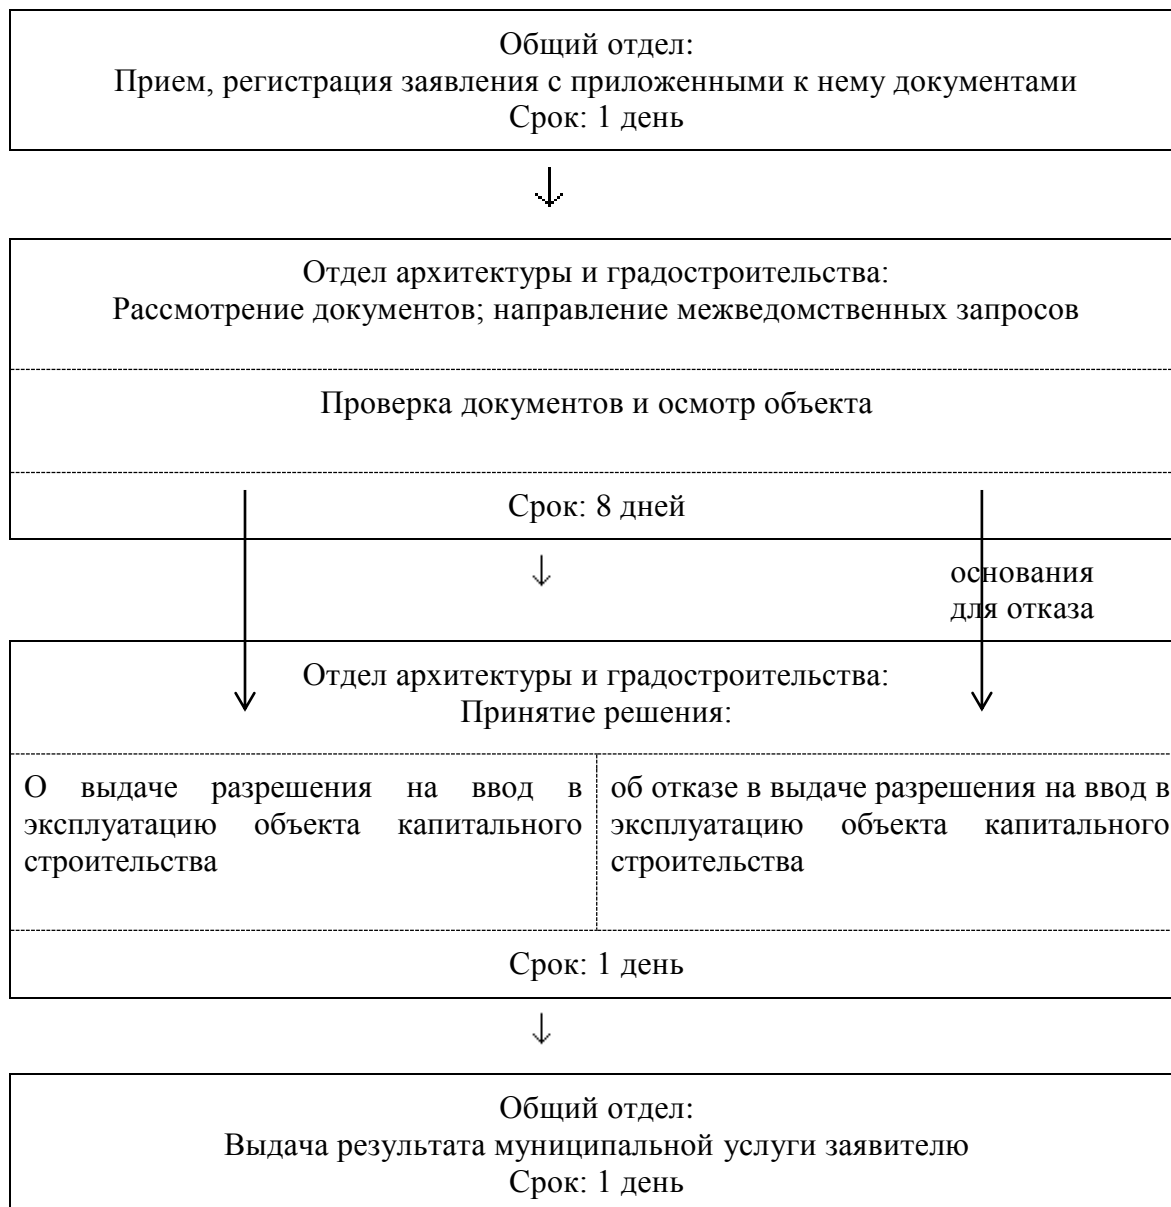 Общий отдел:
Прием, регистрация заявления с приложенными к нему документами
Срок: 1 день
Отдел архитектуры и градостроительства:
Рассмотрение документов; направление межведомственных запросов
Проверка документов и осмотр объекта
Срок: 8 дней
основания
для отказа
Отдел архитектуры и градостроительства:
Принятие решения:
О выдаче разрешения на ввод в
эксплуатацию объекта капитального
строительства
об отказе в выдаче разрешения на ввод в
эксплуатацию объекта капитального
строительства
Срок: 1 день
Общий отдел:
Выдача результата муниципальной услуги заявителю
Срок: 1 день